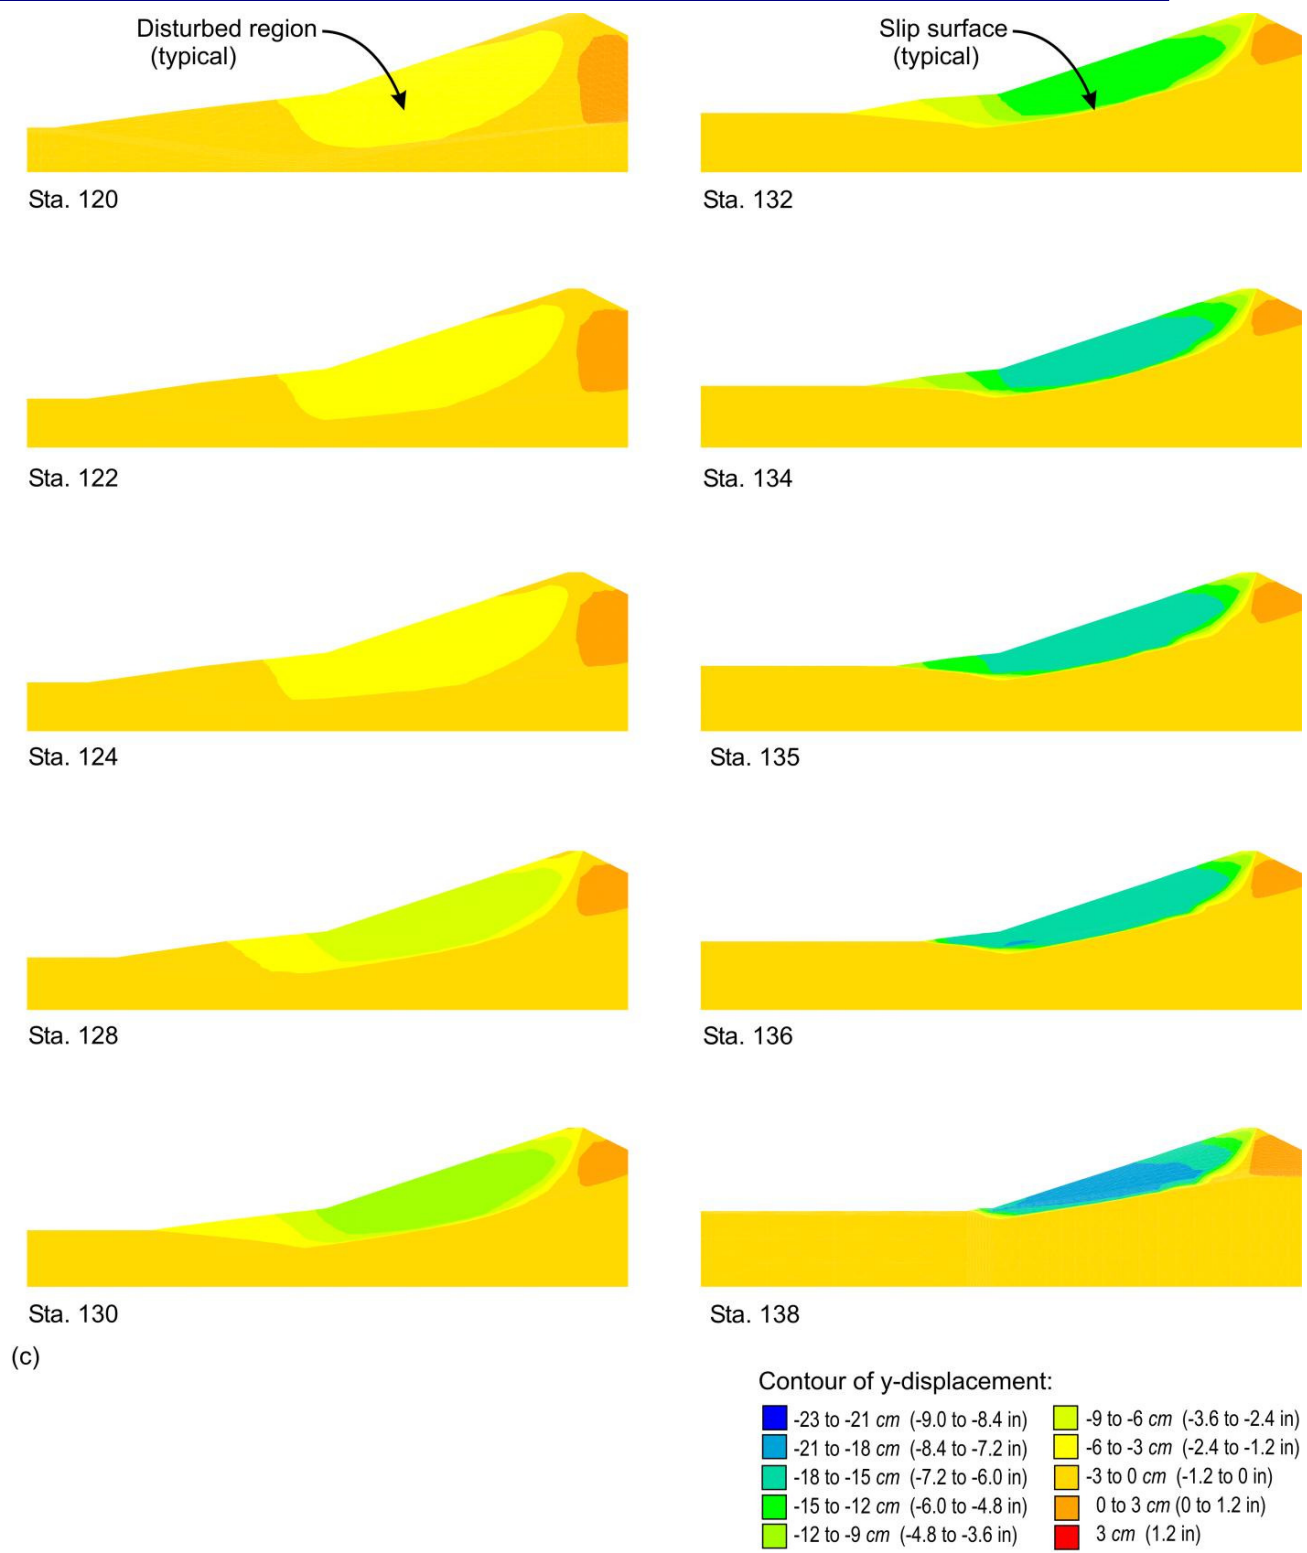 Disturbed region
(typical)
Slip surface
(typical)
Sta. 120
Sta. 132
Sta. 122
Sta. 134
Sta. 124
Sta. 135
Sta. 128
Sta. 136
Sta. 130
Sta. 138
(c)
Contour of y-displacement:
-23 to -21 cm (-9.0 to -8.4 in)
-21 to -18 cm (-8.4 to -7.2 in)
-18 to -15 cm (-7.2 to -6.0 in)
-15 to -12 cm (-6.0 to -4.8 in)
-12 to -9 cm (-4.8 to -3.6 in)
-9 to -6 cm (-3.6 to -2.4 in)
-6 to -3 cm (-2.4 to -1.2 in)
-3 to 0 cm (-1.2 to 0 in)
0 to 3 cm (0 to 1.2 in)
3 cm (1.2 in)